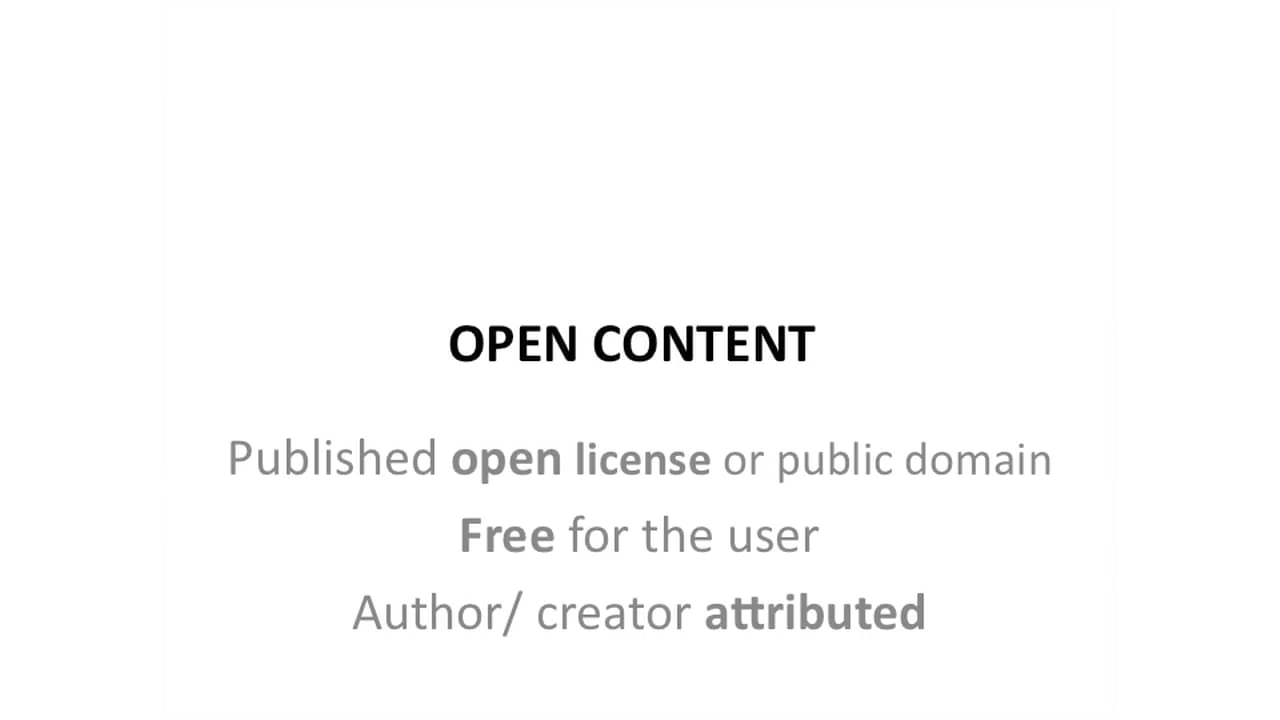 OPEN CONTENT
Published open license or public domain
Free for the user
Author/ creator attributed